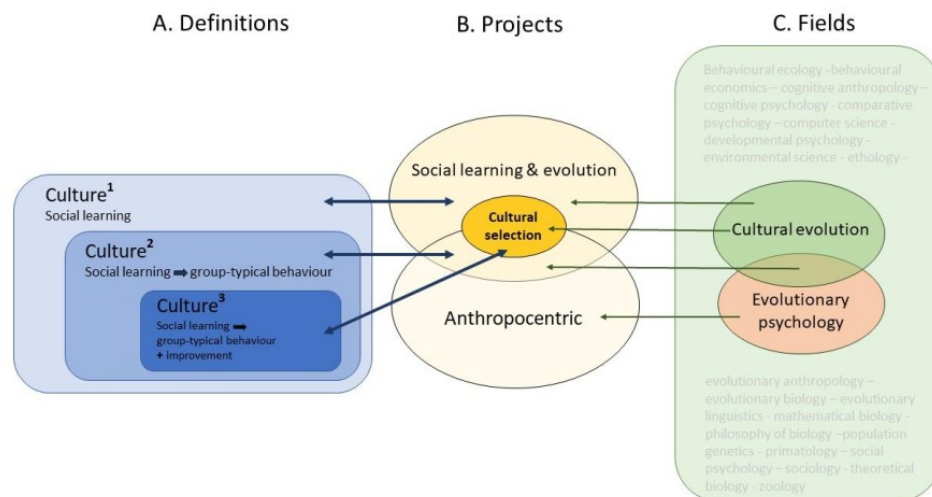 A. Definitions
B. Projects
C. Fields
Culture1
Social learning
Culture2
Social learning ➡ group-typical behaviour
Culture3
Social learning ➡
group-typical behaviour
+ improvement
Social learning & evolution
Cultural
selection
Anthropocentric
Behavioural ecology -behavioural
economics – cognitive anthropology –
cognitive psychology - comparative
psychology – computer science -
developmental psychology -
environmental science - ethology -
Cultural evolution
Evolutionary
psychology
evolutionary anthropology –
evolutionary biology – evolutionary
linguistics - mathematical biology -
philosophy of biology –population
genetics - primatology – social
psychology – sociology - theoretical
biology - zoology